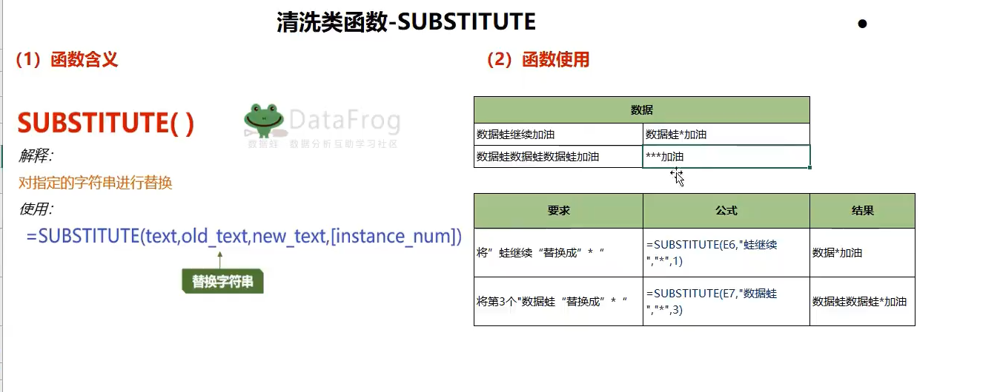 清洗类函数-SUBSTITUTE
（1）函数含义
SUBSTITUTE( )
DataFrog
数据蛙 数据分析互助学习社区
解释：
对指定的字符串进行替换
使用：
=SUBSTITUTE(text,old_text,new_text,[instance_num])
替换字符串
（2）函数使用
数据
数据蛙继续加油 数据蛙*加油
数据蛙数据蛙数据蛙加油 ***加油
要求 公式 结果
将”蛙继续“替换成”*“ =SUBSTITUTE(E6,"蛙继续
","*",1) 数据*加油
将第3个"数据蛙“替换成”*“ =SUBSTITUTE(E7,"数据蛙
","*",3) 数据蛙数据蛙*加油